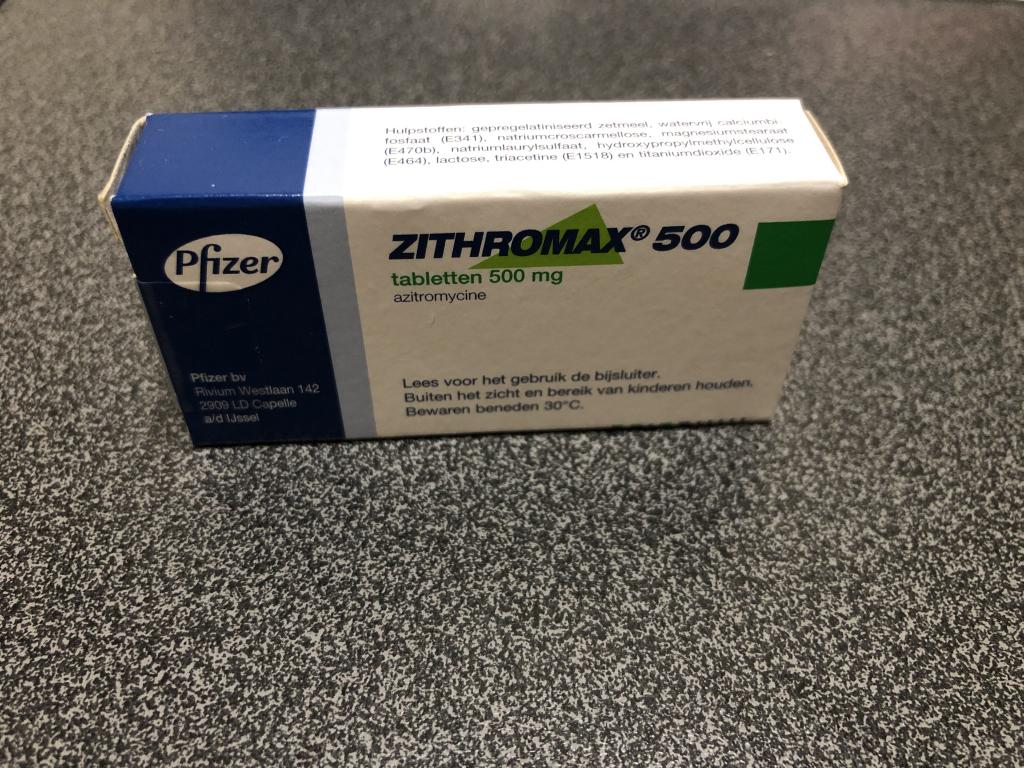 Hulpstoffen: gepregelatiniseerd zetmeel, watervrij calciumbi-
fosfaat (E341), natriumcroscarmellose, magnesiumstearaat
(E470b), natriumlaurylsulfaat, hydroxypropylmethylcellulose
(E464), lactose, triacetine (E1518) en titaniumdioxide (E171).
Pfizer
ZITHROMAX® 500
tabletten 500 mg
azitromycine
Pfizer bv
Rivium Westlaan 142
2909 LD Capelle
a/d IJssel
Lees voor het gebruik de bijsluiter.
Buiten het zicht en bereik van kinderen houden.
Bewaren beneden 30°C.